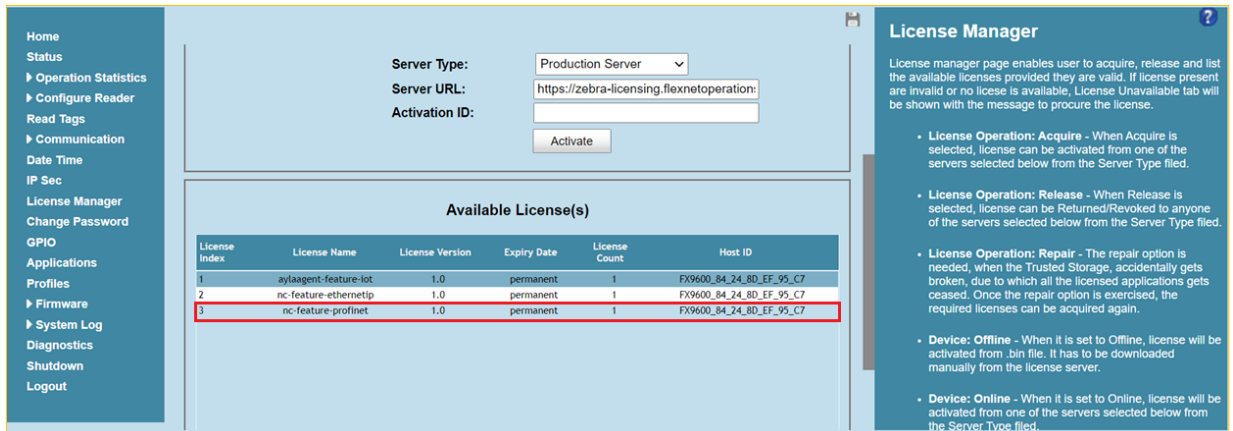 Home
Status
Operation Statistics
Configure Reader
Read Tags
Communication
Date Time
IP Sec
License Manager
Change Password
GPIO
Applications
Profiles
Firmware
System Log
Diagnostics
Shutdown
Logout
Server Type: Production Server
Server URL: https://zebra-licensing.flexnetoperation
Activation ID:
Activate
Available License(s)
License Index License Name License Version Expiry Date License Count Host ID
1 aylaagent-feature-iot 1.0 permanent 1 FX9600_84_24_8D_EF_95_C7
2 nc-feature-ethernetip 1.0 permanent 1 FX9600_84_24_8D_EF_95_C7
3 nc-feature-profinet 1.0 permanent 1 FX9600_84_24_8D_EF_95_C7
?
License Manager
License manager page enables user to acquire, release and list
the available licenses provided they are valid. If license present
are invalid or no licese is available, License Unavailable tab will
be shown with the message to procure the license.
• License Operation: Acquire - When Acquire is
selected, license can be activated from one of the
servers selected below from the Server Type filed.
• License Operation: Release - When Release is
selected, license can be Returned/Revoked to anyone
of the servers selected below from the Server Type filed.
• License Operation: Repair - The repair option is
needed, when the Trusted Storage, accidentally gets
broken, due to which all the licensed applications gets
ceased. Once the repair option is exercised, the
required licenses can be acquired again.
• Device: Offline - When it is set to Offline, license will be
activated from .bin file. It has to be downloaded
manually from the license server.
• Device: Online - When it is set to Online, license will be
activated from one of the servers selected below from
the Server Type filed.